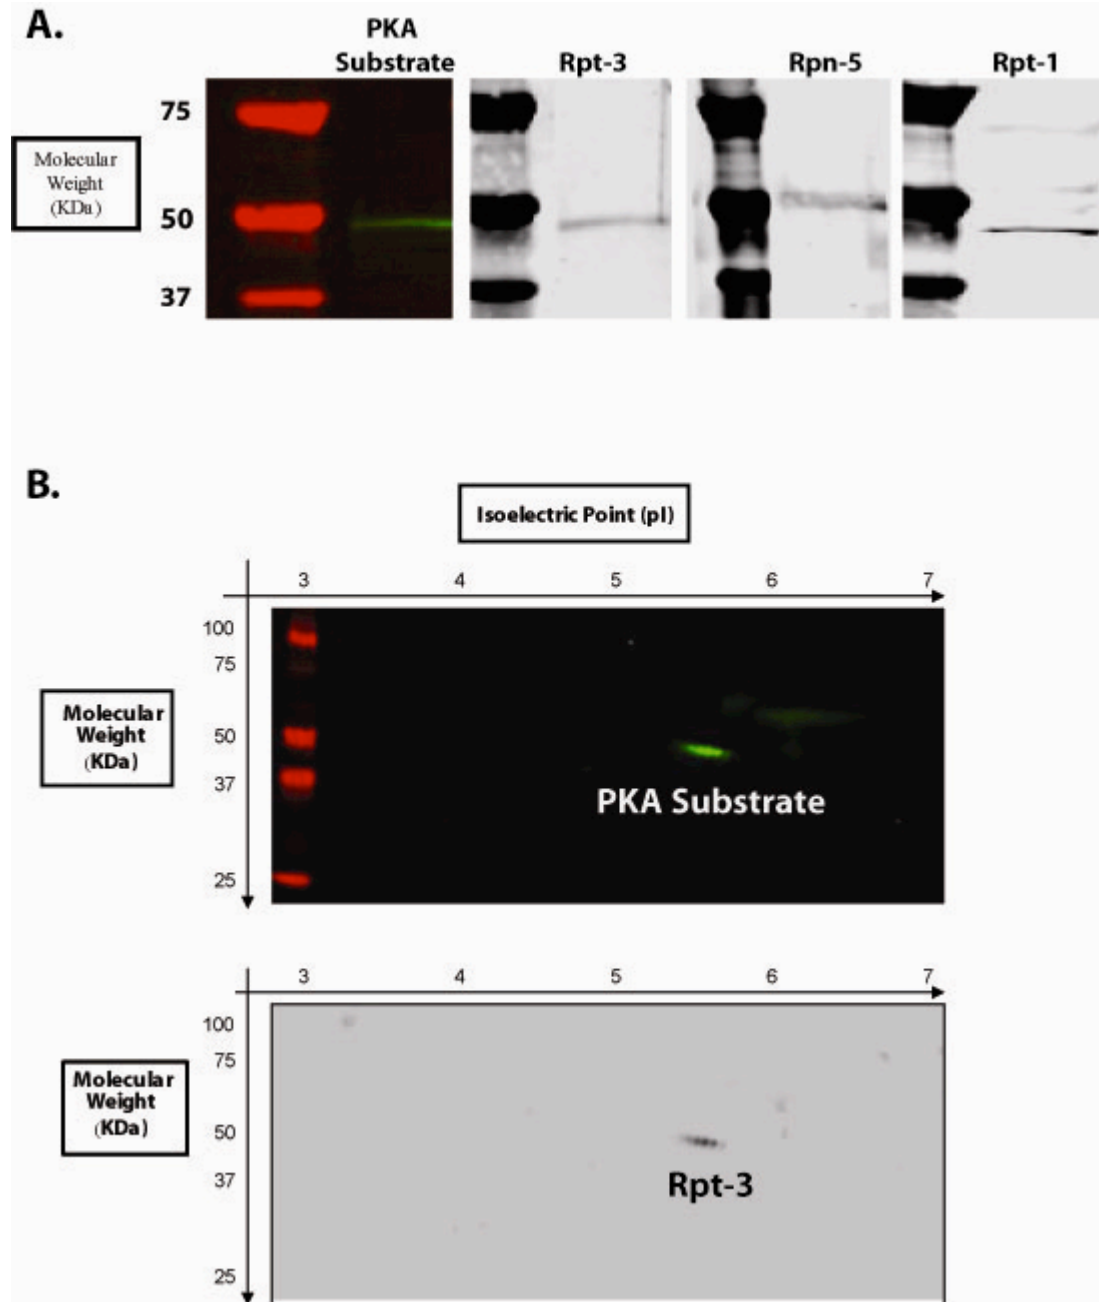 A.
PKA
Substrate
Rpt-3
Rpn-5
Rpt-1
75
Molecular
Weight
(KDa)
50
37
B.
Isoelectric Point (pI)
3 4 5 6 7
100
75
Molecular
Weight
(KDa)
50
37
PKA Substrate
25
3 4 5 6 7
100
75
Molecular
Weight
(KDa)
50
37
Rpt-3
25